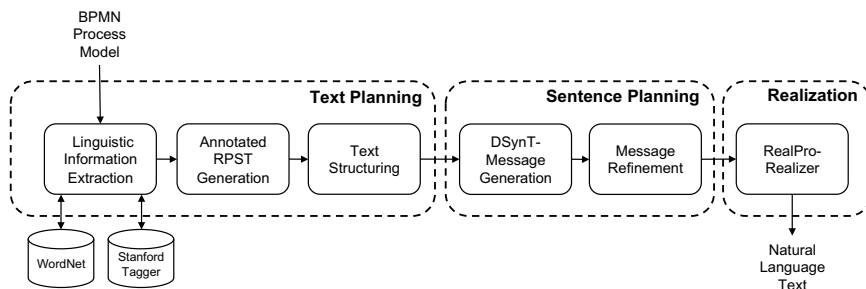 BPMN
Process
Model
Text Planning
Sentence Planning
Realization
Linguistic
Information
Extraction
Annotated
RPST
Generation
Text
Structuring
DSynT-
Message
Generation
Message
Refinement
RealPro-
Realizer
WordNet
Stanford
Tagger
Natural
Language
Text